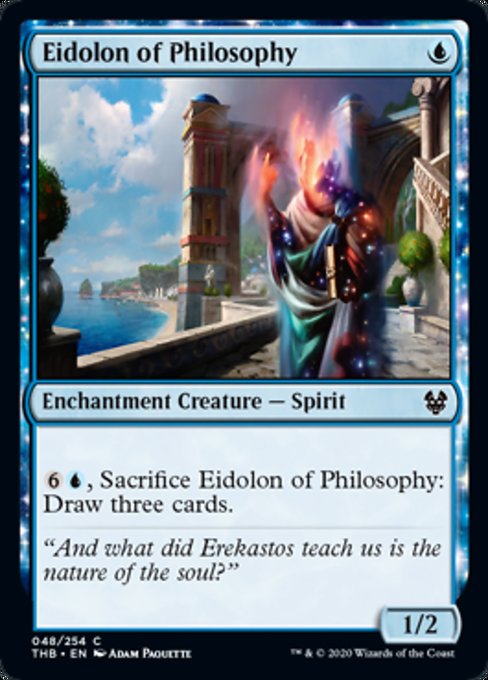 Eidolon of Philosophy
Enchantment Creature — Spirit
6, Sacrifice Eidolon of Philosophy:
Draw three cards.
“And what did Erekastos teach us is the
nature of the soul?”
1/2
048/254 C
THB • EN Adam Paquette
™ & © 2020 Wizards of the Coast